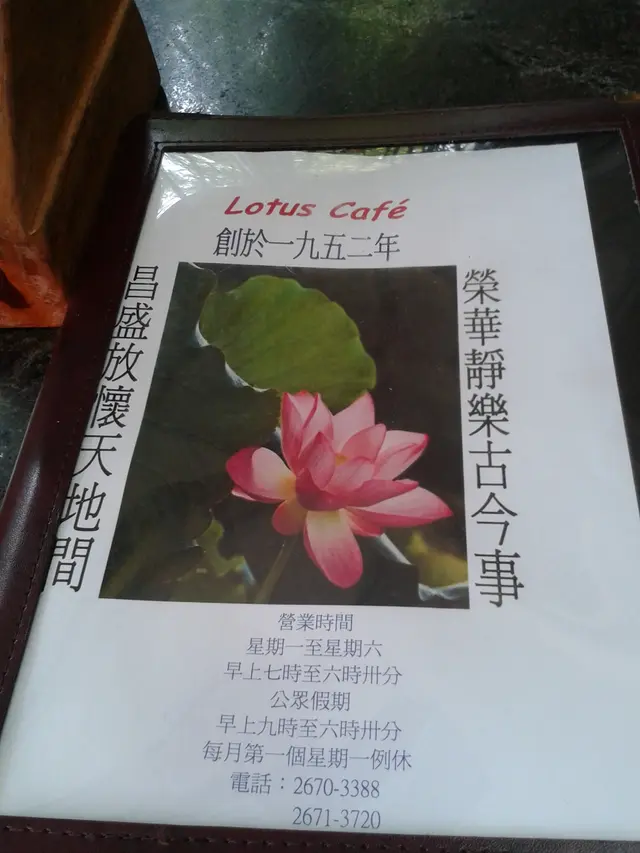 Lotus Café
創於一九五二年
榮華靜樂古今事
昌盛放懷天地間
營業時間
星期一至星期六
早上七時至六時卅分
公眾假期
早上九時至六時卅分
每月第一個星期一例休
電話：2670-3388
2671-3720